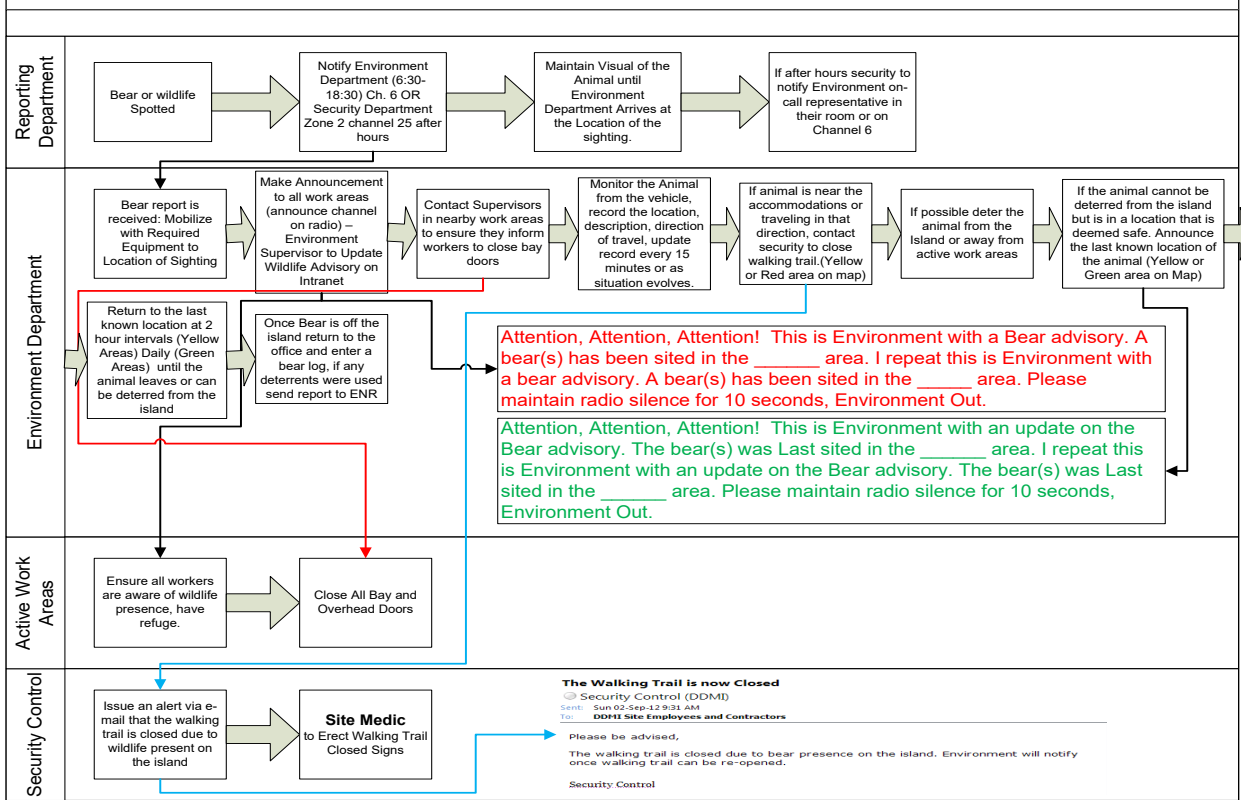 Reporting
Department
Bear or wildlife
Spotted
Notify Environment
Department (6:30-
18:30) Ch. 6 OR
Security Department
Zone 2 channel 25 after
hours
Maintain Visual of the
Animal until
Environment
Department Arrives at
the Location of the
sighting.
If after hours security to
notify Environment on-
call representative in
their room or on
Channel 6
Environment Department
Bear report is
received: Mobilize
with Required
Equipment to
Location of Sighting
Make Announcement
to all work areas
(announce channel
on radio) –
Environment
Supervisor to Update
Wildlife Advisory on
Intranet
Contact Supervisors
in nearby work areas
to ensure they inform
workers to close bay
doors
Monitor the Animal
from the vehicle,
record the location,
description, direction
of travel, update
record every 15
minutes or as
situation evolves.
If animal is near the
accommodations or
traveling in that
direction, contact
security to close
walking trail.(Yellow
or Red area on map)
If possible deter the
animal from the
Island or away from
active work areas
If the animal cannot be
deterred from the island
but is in a location that is
deemed safe. Announce
the last known location of
the animal (Yellow or
Green area on Map)
Return to the last
known location at 2
hour intervals (Yellow
Areas) Daily (Green
Areas) until the
animal leaves or can
be deterred from the
island
Once Bear is off the
island return to the
office and enter a
bear log, if any
deterrents were used
send report to ENR
Attention, Attention, Attention! This is Environment with a Bear advisory. A
bear(s) has been sited in the ______ area. I repeat this is Environment with
a bear advisory. A bear(s) has been sited in the _____ area. Please
maintain radio silence for 10 seconds, Environment Out.
Attention, Attention, Attention! This is Environment with an update on the
Bear advisory. The bear(s) was Last sited in the ______ area. I repeat this
is Environment with an update on the Bear advisory. The bear(s) was Last
sited in the ______ area. Please maintain radio silence for 10 seconds,
Environment Out.
Active Work
Areas
Ensure all workers
are aware of wildlife
presence, have
refuge.
Close All Bay and
Overhead Doors
Security Control
Issue an alert via e-
mail that the walking
trail is closed due to
wildlife present on
the island
Site Medic
to Erect Walking Trail
Closed Signs
The Walking Trail is now Closed
Security Control (DDMI)
Sent: Sun 02-Sep-12 9:31 AM
To: DDMI Site Employees and Contractors
Please be advised,
The walking trail is closed due to bear presence on the island. Environment will notify
once walking trail can be re-opened.
Security Control